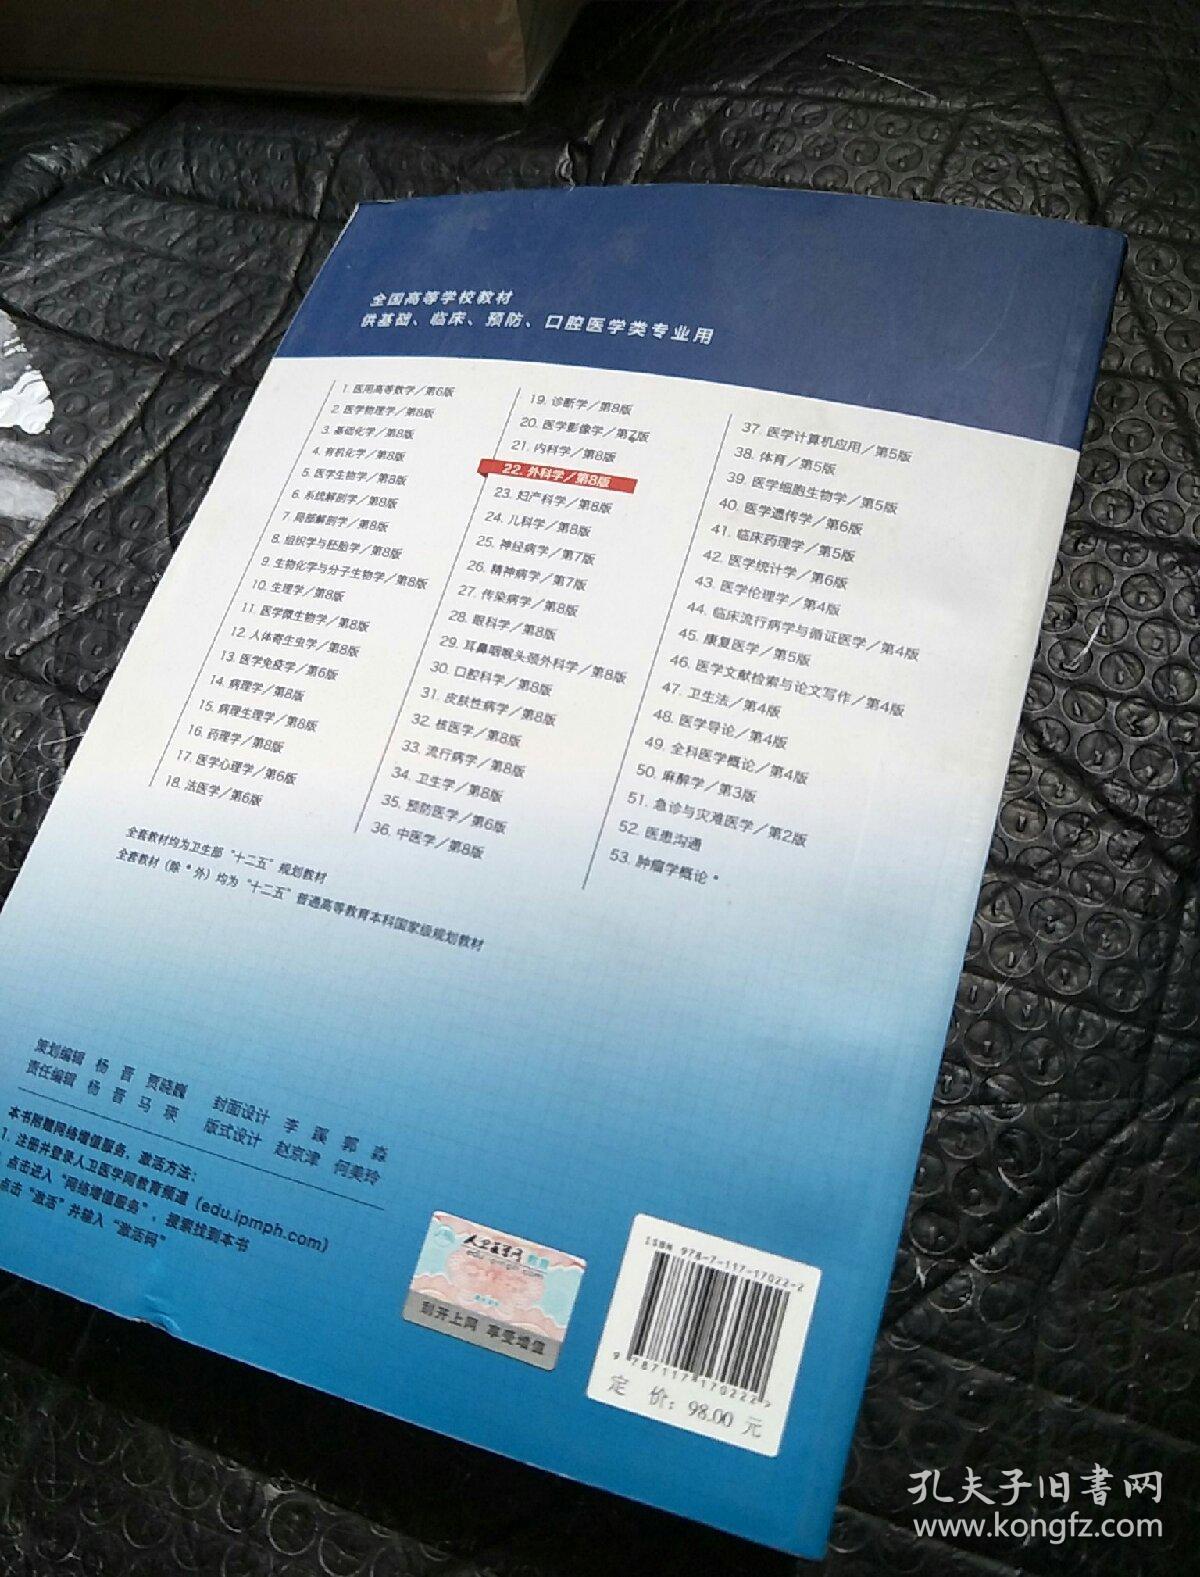 全国高等学校教材
供基础、临床、预防、口腔医学类专业用
1. 医用高等数学／第6版
2. 医学物理学／第8版
3. 基础化学／第8版
4. 有机化学／第8版
5. 医学生物学／第8版
6. 系统解剖学／第8版
7. 局部解剖学／第8版
8. 组织学与胚胎学／第8版
9. 生物化学与分子生物学／第8版
10. 生理学／第8版
11. 医学微生物学／第8版
12. 人体寄生虫学／第8版
13. 医学免疫学／第6版
14. 病理学／第8版
15. 病理生理学／第8版
16. 药理学／第8版
17. 医学心理学／第6版
18. 法医学／第6版
19. 诊断学／第8版
20. 医学影像学／第7版
21. 内科学／第8版
22. 外科学／第8版
23. 妇产科学／第8版
24. 儿科学／第8版
25. 神经病学／第7版
26. 精神病学／第7版
27. 传染病学／第8版
28. 眼科学／第8版
29. 耳鼻咽喉头颈外科学／第8版
30. 口腔科学／第8版
31. 皮肤性病学／第8版
32. 核医学／第8版
33. 流行病学／第8版
34. 卫生学／第8版
35. 预防医学／第6版
36. 中医学／第8版
37. 医学计算机应用／第5版
38. 体育／第5版
39. 医学细胞生物学／第5版
40. 医学遗传学／第6版
41. 临床药理学／第5版
42. 医学统计学／第6版
43. 医学伦理学／第4版
44. 临床流行病学与循证医学／第4版
45. 康复医学／第5版
46. 医学文献检索与论文写作／第4版
47. 卫生法／第4版
48. 医学导论／第4版
49. 全科医学概论／第4版
50. 麻醉学／第3版
51. 急诊与灾难医学／第2版
52. 医患沟通
53. 肿瘤学概论*
全套教材均为卫生部“十二五”规划教材
全套教材（除*外）均为“十二五”普通高等教育本科国家级规划教材
策划编辑 杨 晋 贾晓巍 封面设计 李 蹊 郭 淼
责任编辑 杨 晋 马 瑛 版式设计 赵京津 何美玲
本书附赠网络增值服务，激活方法：
1. 注册并登录人卫医学网教育频道（edu.ipmph.com）
点击进入“网络增值服务”，搜索找到本书
点击“激活”并输入“激活码”
人卫医学网
edu.ipmph.com
刮开上网 享受增值
ISBN 978-7-117-17022-2
9 787117 170222 >
定 价：98.00 元
孔夫子旧书网
www.kongfz.com